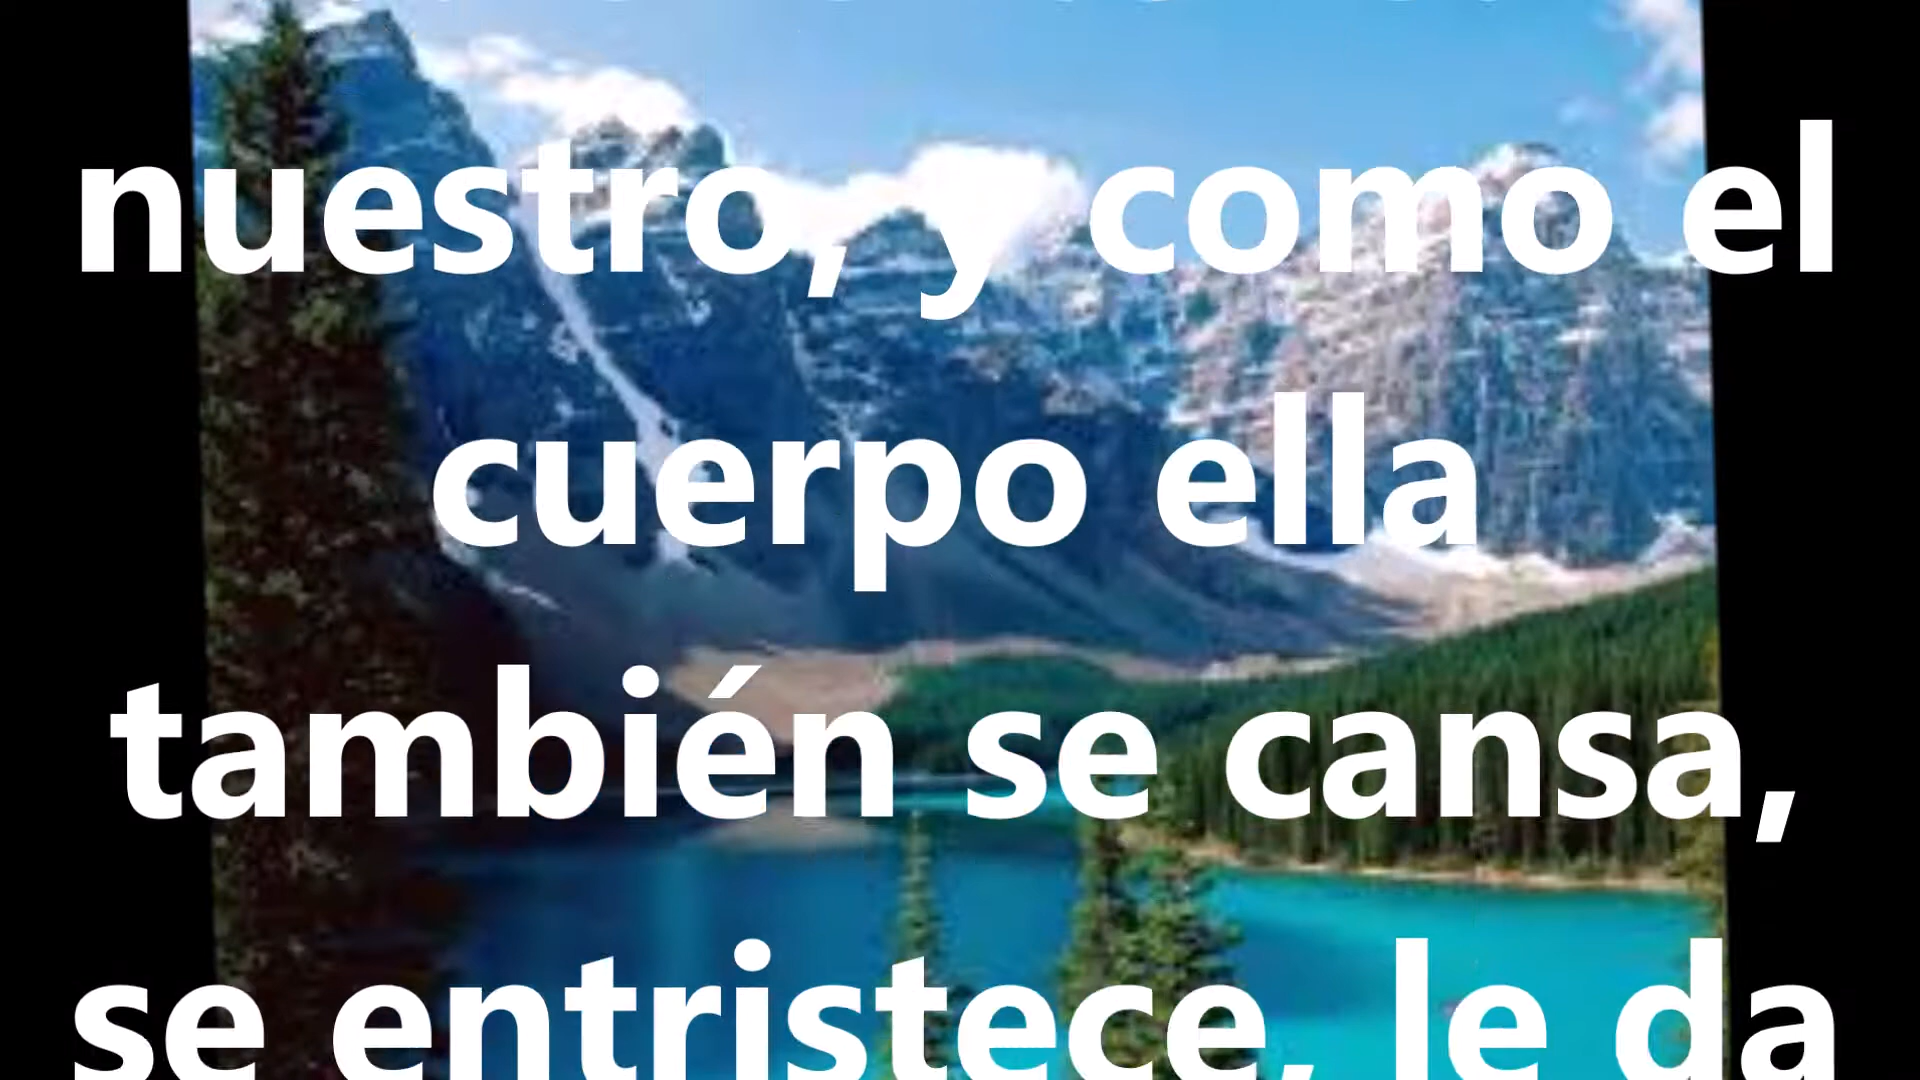 nuestro, y como el
cuerpo ella
también se cansa,
se entristece, le da